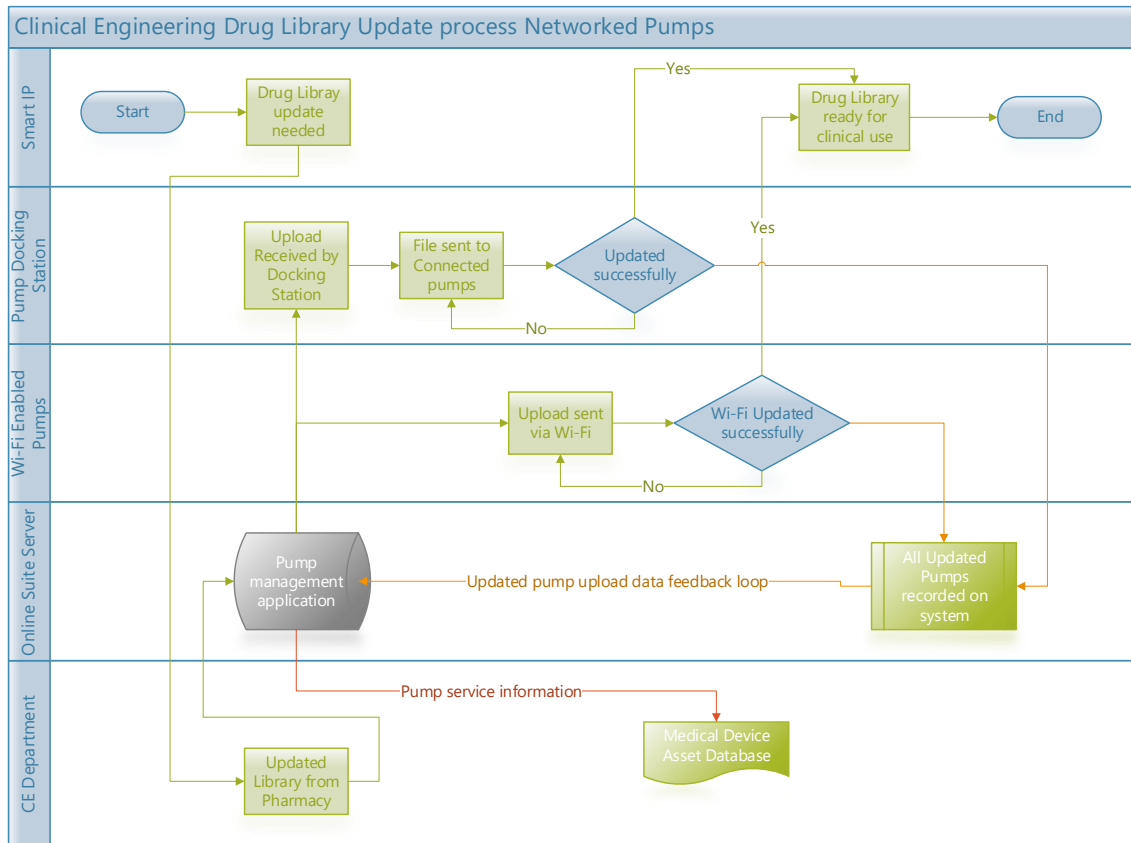 Clinical Engineering Drug Library Update process Networked Pumps
Smart IP
Start
Drug Libray
update
needed
Yes
Drug Library
ready for
clinical use
End
Pump Docking
Station
Upload
Received by
Docking
Station
File sent to
Connected
pumps
Updated
successfully
No
Yes
Wi-Fi Enabled
Pumps
Upload sent
via Wi-Fi
Wi-Fi Updated
successfully
No
Online Suite Server
Pump
management
application
Updated pump upload data feedback loop
All Updated
Pumps
recorded on
system
CE Department
Pump service information
Medical Device
Asset Database
Updated
Library from
Pharmacy